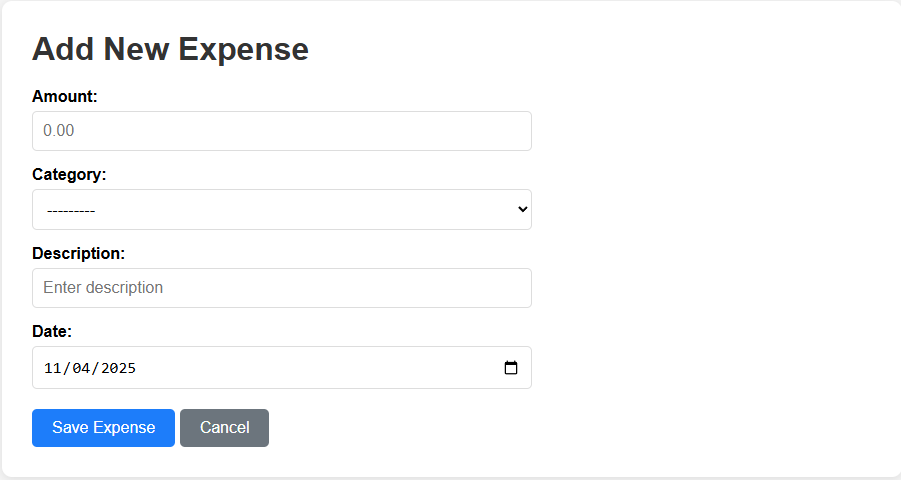 Add New Expense
Amount:
0.00
Category:
---------
Description:
Enter description
Date:
11/04/2025
Save Expense Cancel